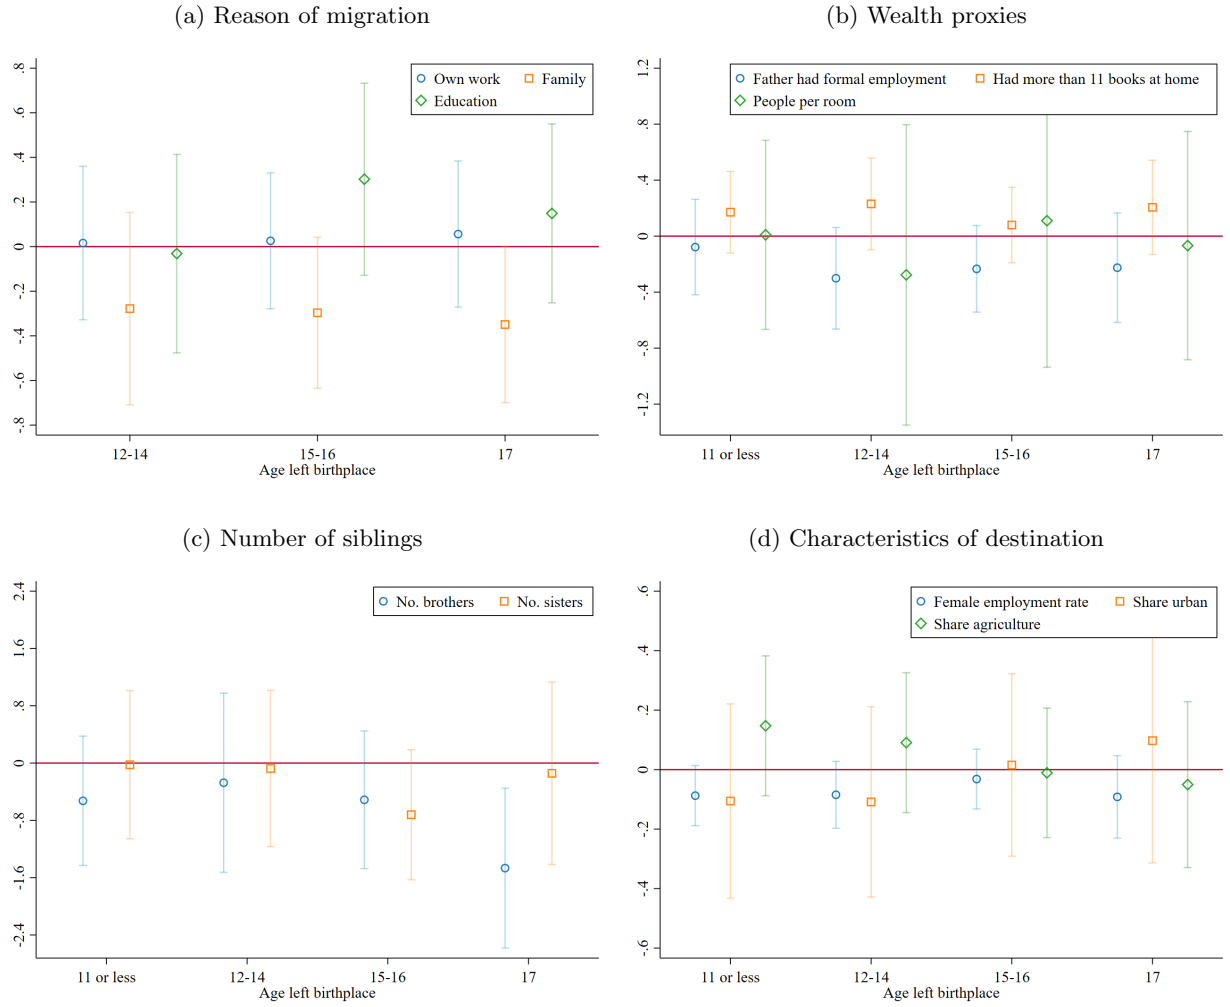 (a) Reason of migration
Own work Family
Education
.8
.6
.4
.2
0
-.2
-.4
-.6
-.8
12-14 15-16 17
Age left birthplace
(b) Wealth proxies
Father had formal employment Had more than 11 books at home
People per room
1.2
.8
.4
0
-.4
-.8
-1.2
11 or less 12-14 15-16 17
Age left birthplace
(c) Number of siblings
No. brothers No. sisters
2.4
1.6
.8
0
-.8
-1.6
-2.4
11 or less 12-14 15-16 17
Age left birthplace
(d) Characteristics of destination
Female employment rate Share urban
Share agriculture
.6
.4
.2
0
-.2
-.4
-.6
11 or less 12-14 15-16 17
Age left birthplace